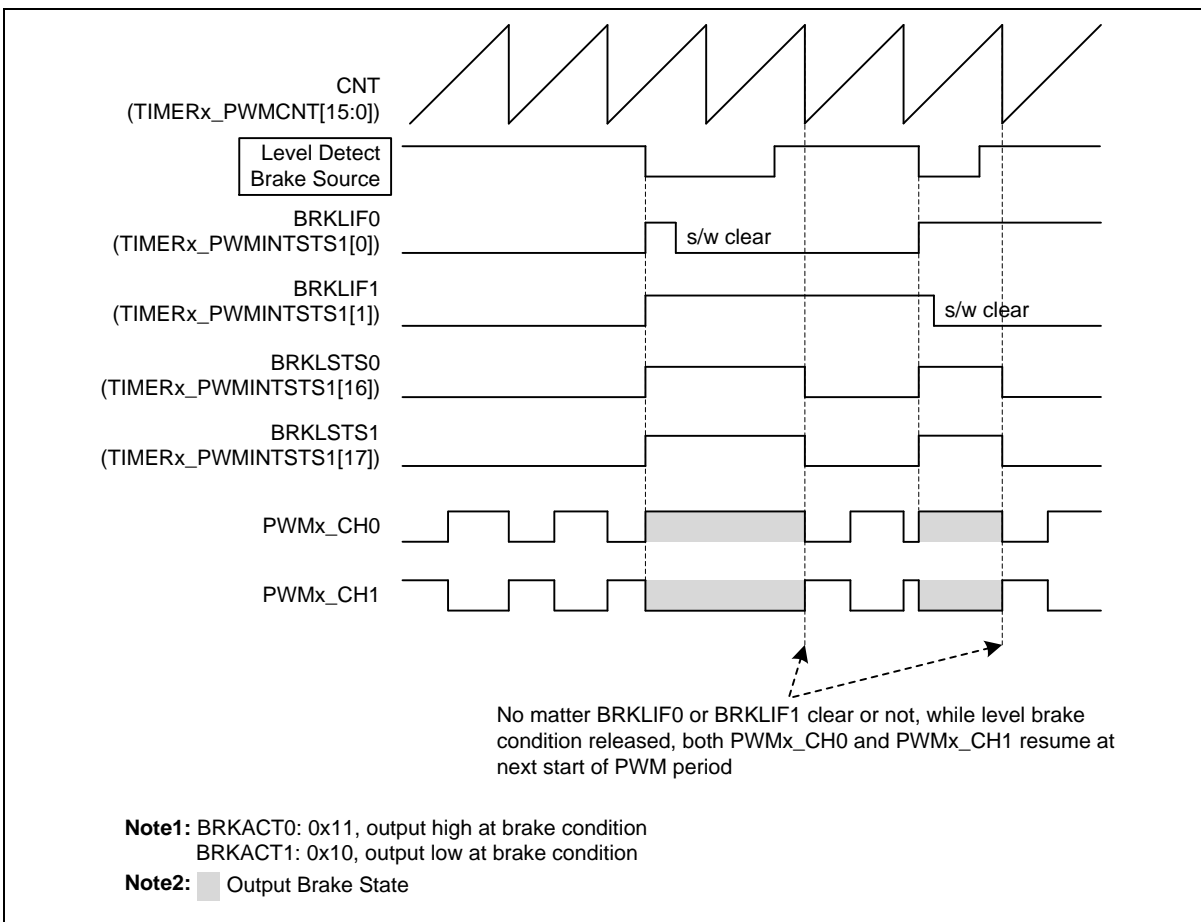 CNT
(TIMERx_PWMCNT[15:0])
Level Detect
Brake Source
BRKLIF0
(TIMERx_PWMINTSTS1[0])
s/w clear
BRKLIF1
(TIMERx_PWMINTSTS1[1])
s/w clear
BRKLSTS0
(TIMERx_PWMINTSTS1[16])
BRKLSTS1
(TIMERx_PWMINTSTS1[17])
PWMx_CH0
PWMx_CH1
No matter BRKLIF0 or BRKLIF1 clear or not, while level brake
condition released, both PWMx_CH0 and PWMx_CH1 resume at
next start of PWM period
Note1: BRKACT0: 0x11, output high at brake condition
BRKACT1: 0x10, output low at brake condition
Note2: Output Brake State